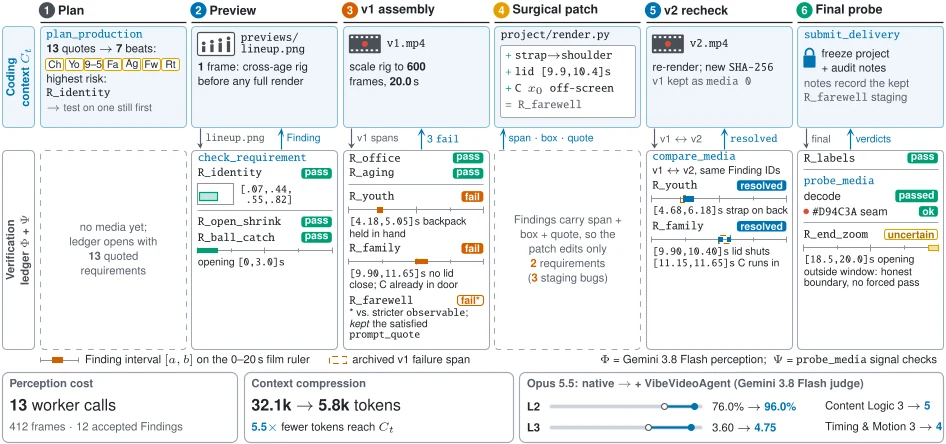 1 Plan
2 Preview
3 v1 assembly
4 Surgical patch
5 v2 recheck
6 Final probe
Coding
context Ct
plan_production
13 quotes → 7 beats:
Ch Yo 9–5 Fa Ag Fw Rt
highest risk:
R_identity
→ test on one still first
previews/
lineup.png
1 frame: cross-age rig
before any full render
v1.mp4
scale rig to 600
frames, 20.0 s
project/render.py
+ strap→shoulder
+ lid [9.9,10.4]s
+ C x0 off-screen
= R_farewell
v2.mp4
re-render; new SHA-256
v1 kept as media 0
submit_delivery
freeze project
+ audit notes
notes record the kept
R_farewell staging
lineup.png
Finding
v1 spans
3 fail
span · box · quote
v1 ↔ v2
resolved
final
verdicts
Verification
ledger Φ + Ψ
no media yet;
ledger opens with
13 quoted
requirements
check_requirement
R_identity pass
[.07,.44,
.55,.82]
R_open_shrink pass
R_ball_catch pass
opening [0,3.0]s
R_office pass
R_aging pass
R_youth fail
[4.18,5.05]s backpack
held in hand
R_family fail
[9.90,11.65]s no lid
close; C already in door
R_farewell fail*
* vs. stricter observable;
kept the satisfied
prompt_quote
Findings carry span +
box + quote, so the
patch edits only
2 requirements
(3 staging bugs)
compare_media
v1 ↔ v2, same Finding IDs
R_youth resolved
[4.68,6.18]s strap on back
R_family resolved
[9.90,10.40]s lid shuts
[11.15,11.65]s C runs in
R_labels pass
probe_media
decode passed
#D94C3A seam ok
R_end_zoom uncertain
[18.5,20.0]s opening
outside window: honest
boundary, no forced pass
Finding interval [a, b] on the 0–20 s film ruler
archived v1 failure span
Φ = Gemini 3.8 Flash perception; Ψ = probe_media signal checks
Perception cost
13 worker calls
412 frames · 12 accepted Findings
Context compression
32.1k → 5.8k tokens
5.5× fewer tokens reach Ct
Opus 5.5: native → + VibeVideoAgent (Gemini 3.8 Flash judge)
L2 76.0% → 96.0% Content Logic 3 → 5
L3 3.60 → 4.75 Timing & Motion 3 → 4